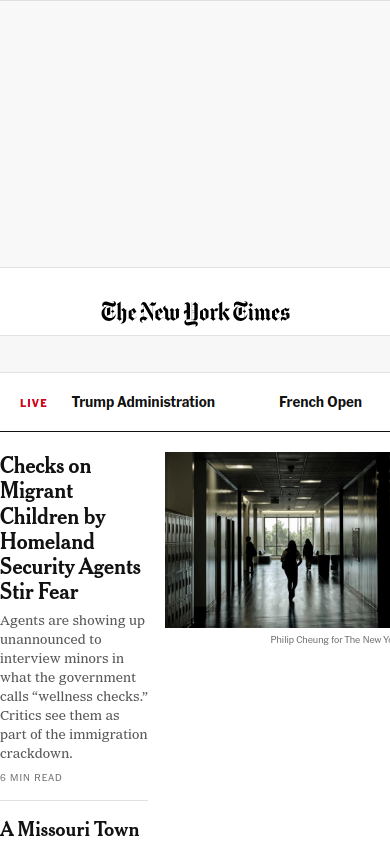 The New York Times
LIVE
Trump Administration
French Open
Checks on
Migrant
Children by
Homeland
Security Agents
Stir Fear
Agents are showing up
unannounced to
interview minors in
what the government
calls “wellness checks.”
Critics see them as
part of the immigration
crackdown.
6 MIN READ
Philip Cheung for The New
A Missouri Town